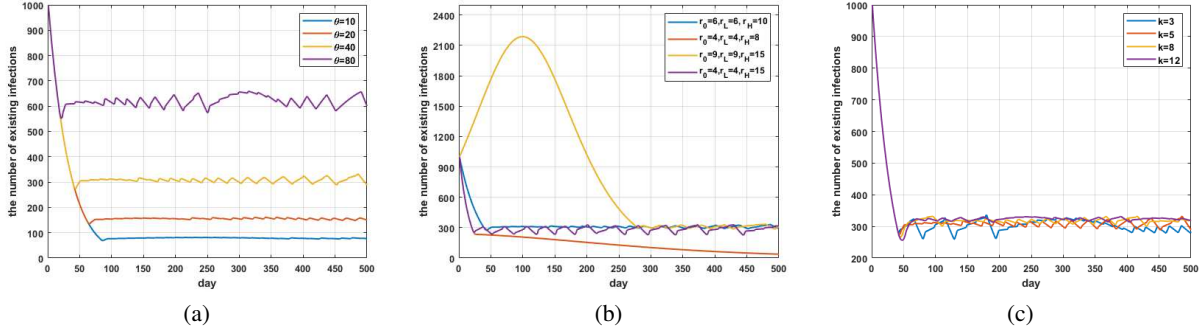 1000
900
800
700
600
500
400
300
200
100
0
0 50 100 150 200 250 300 350 400 450 500
day
the number of existing infections
θ=10
θ=20
θ=40
θ=80
(a)
2400
2100
1800
1500
1200
900
600
300
0
0 50 100 150 200 250 300 350 400 450 500
day
the number of existing infections
r0=6,rL=6, rH=10
r0=4,rL=4,rH=8
r0=9,rL=9,rH=15
r0=4,rL=4,rH=15
(b)
1000
900
800
700
600
500
400
300
200
0 50 100 150 200 250 300 350 400 450 500
day
the number of existing infections
k=3
k=5
k=8
k=12
(c)